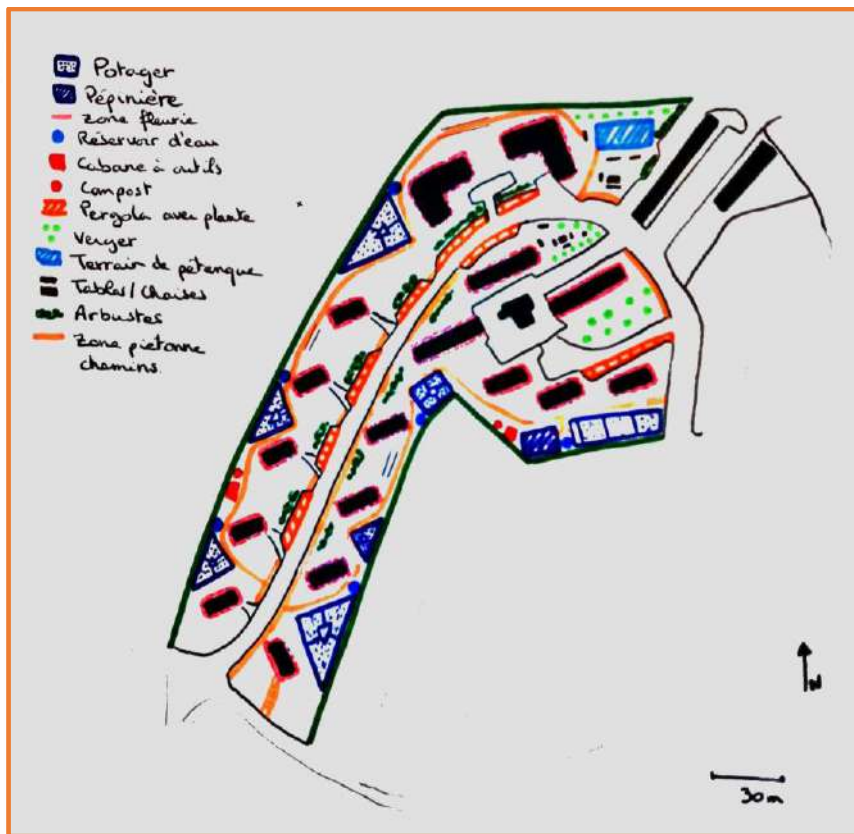 Potager
Pépinière
Zone fleurie
Réservoir d'eau
Cabane à outils
Compost
Pergola avec plante
Verger
Terrain de pétanque
Tables/chaises
Arbustes
Zone pietonne
chemins.
N
30m